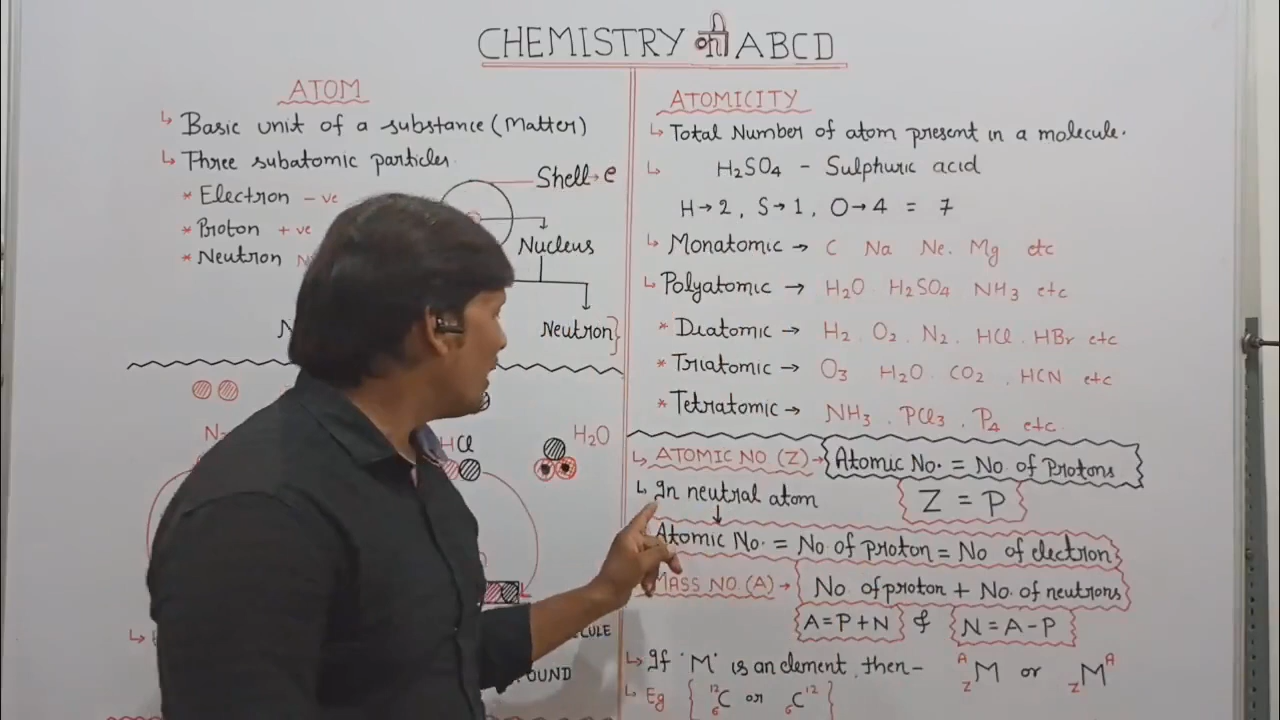 CHEMISTRY की ABCD
ATOM
↳ Basic unit of a substance (Matter)
↳ Three subatomic particles.
* Electron - ve
* Proton + ve
* Neutron
Shell → e
Nucleus
Neutron}
HCl
H2O
ATOMICITY
↳ Total Number of atom present in a molecule.
↳ H₂SO₄ - Sulphuric acid
H → 2, S → 1, O → 4 = 7
↳ Monatomic → C Na Ne. Mg etc
↳ Polyatomic → H₂O H₂SO₄ NH₃ etc
* Diatomic → H₂ O₂ N₂ HCl . HBr etc
* Triatomic → O₃ H₂O CO₂ , HCN etc
* Tetratomic → NH₃ . PCl₃ . P₄ etc.
↳ ATOMIC NO (Z) → Atomic No. = No. of Protons
↳ In neutral atom
Z = P
Atomic No. = No. of proton = No of electron
MASS NO (A) → No. of proton + No. of neutrons
A = P + N & N = A - P
↳ If "M" is an element, then - ᴬ_Z M or _Z Mᴬ
↳ Eg { ¹²₆C or ₆C¹² }